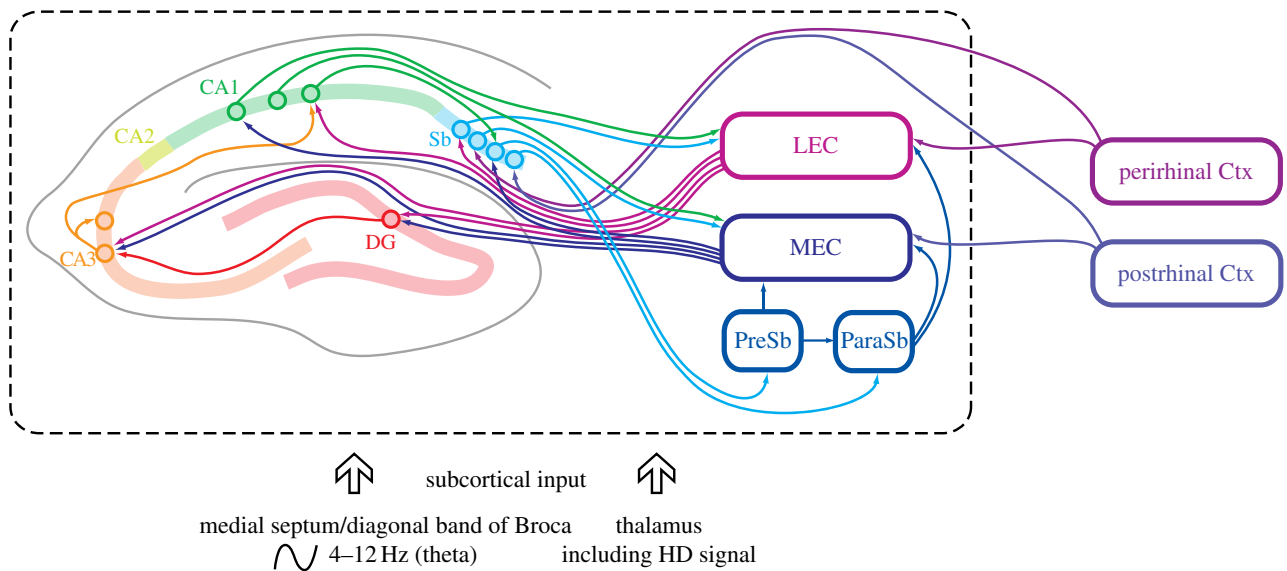 CA1
CA2
Sb
CA3
DG
LEC
MEC
PreSb
ParaSb
perirhinal Ctx
postrhinal Ctx
subcortical input
medial septum/diagonal band of Broca
4–12 Hz (theta)
thalamus
including HD signal